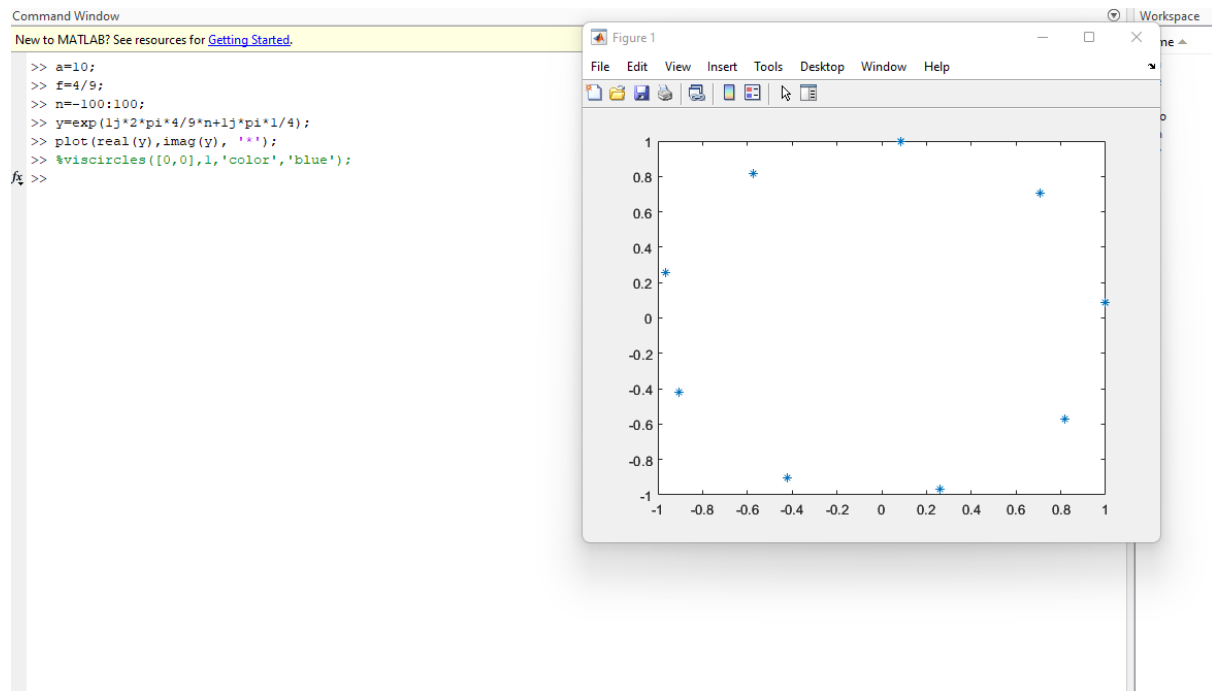 Command Window
Workspace
New to MATLAB? See resources for Getting Started.
>> a=10;
>> f=4/9;
>> n=-100:100;
>> y=exp(1j*2*pi*4/9*n+1j*pi*1/4);
>> plot(real(y),imag(y), '*');
>> %viscircles([0,0],1,'color','blue');
fx >>
Figure 1
me
File Edit View Insert Tools Desktop Window Help
1
0.8
0.6
0.4
0.2
0
-0.2
-0.4
-0.6
-0.8
-1
-1 -0.8 -0.6 -0.4 -0.2 0 0.2 0.4 0.6 0.8 1